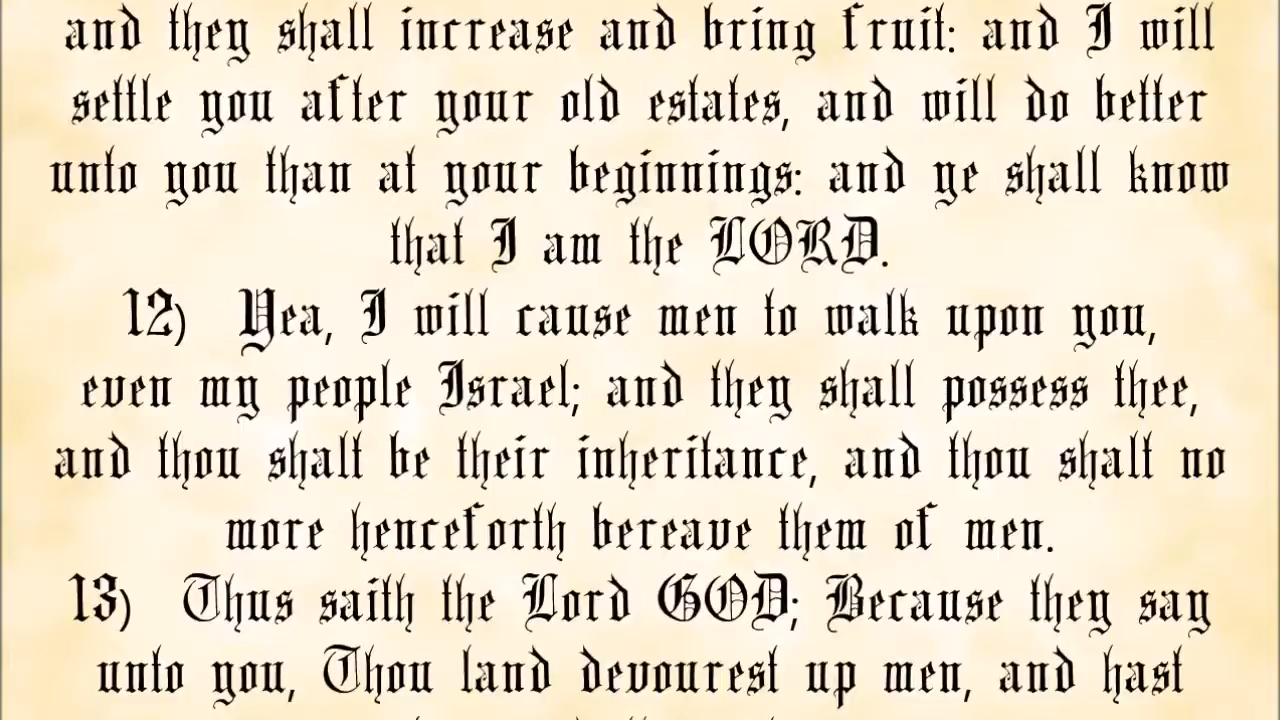 and they shall increase and bring fruit: and I will
settle you after your old estates, and will do better
unto you than at your beginnings: and ye shall know
that I am the LORD.
12) Yea, I will cause men to walk upon you,
even my people Israel; and they shall possess thee,
and thou shalt be their inheritance, and thou shalt no
more henceforth bereave them of men.
13) Thus saith the Lord GOD; Because they say
unto you, Thou land devourest up men, and hast